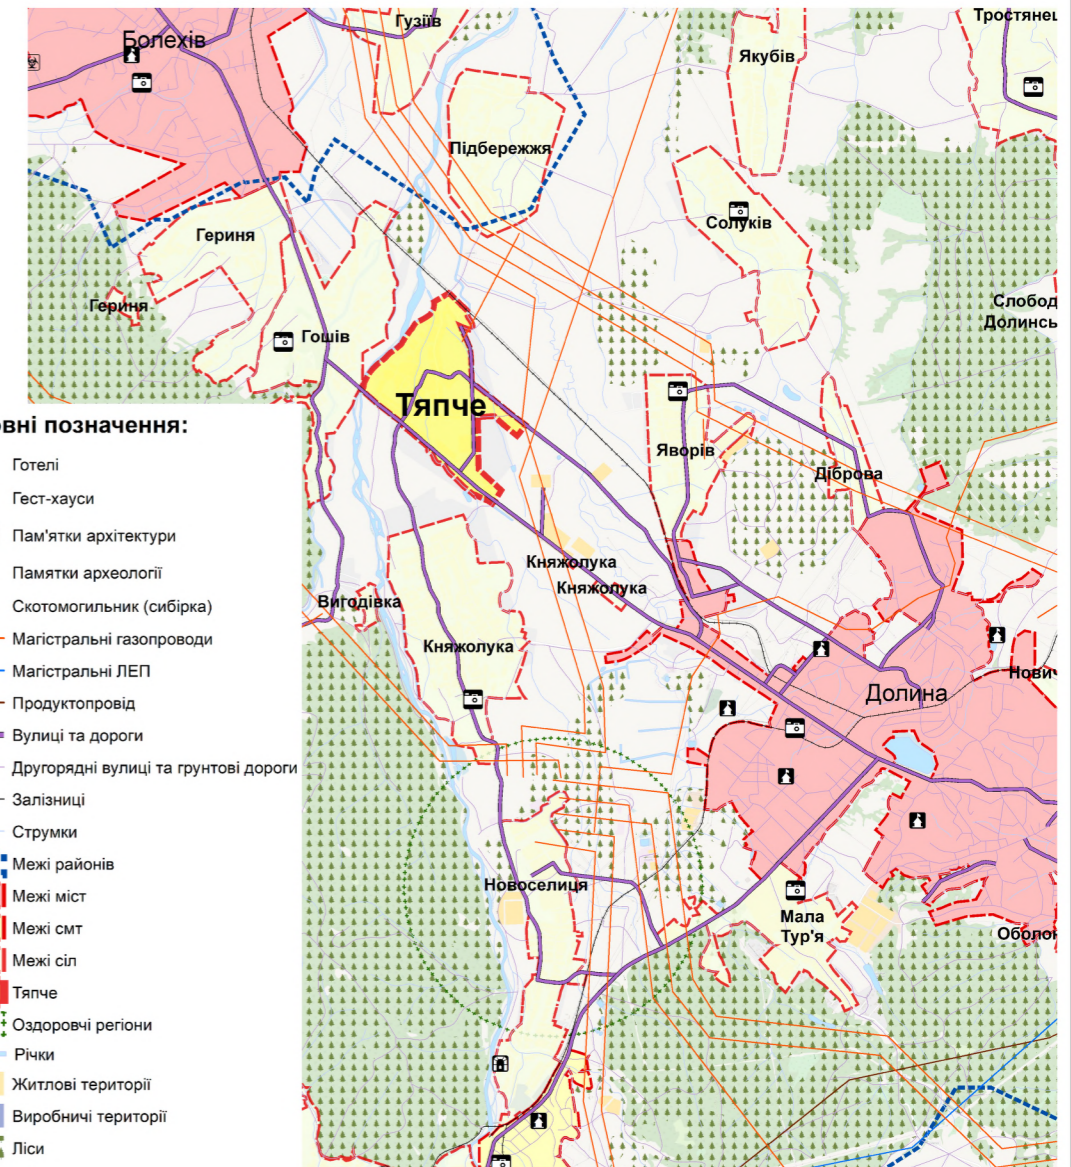 Гузіїв
Тростянец
Болехів
Якубів
Підбережжя
Солуків
Гериня
Гериня
Слобод
Долинсь
Гошів
Тяпче
Яворів
Діброва
Княжолука
Княжолука
Вигодівка
Княжолука
Нович
Долина
Новоселиця
Мала
Тур'я
Оболон
овні позначення:
Готелі
Гест-хауси
Пам'ятки архітектури
Памятки археології
Скотомогильник (сибірка)
Магістральні газопроводи
Магістральні ЛЕП
Продуктопровід
Вулиці та дороги
Другорядні вулиці та грунтові дороги
Залізниці
Струмки
Межі районів
Межі міст
Межі смт
Межі сіл
Тяпче
Оздоровчі регіони
Річки
Житлові території
Виробничі території
Ліси